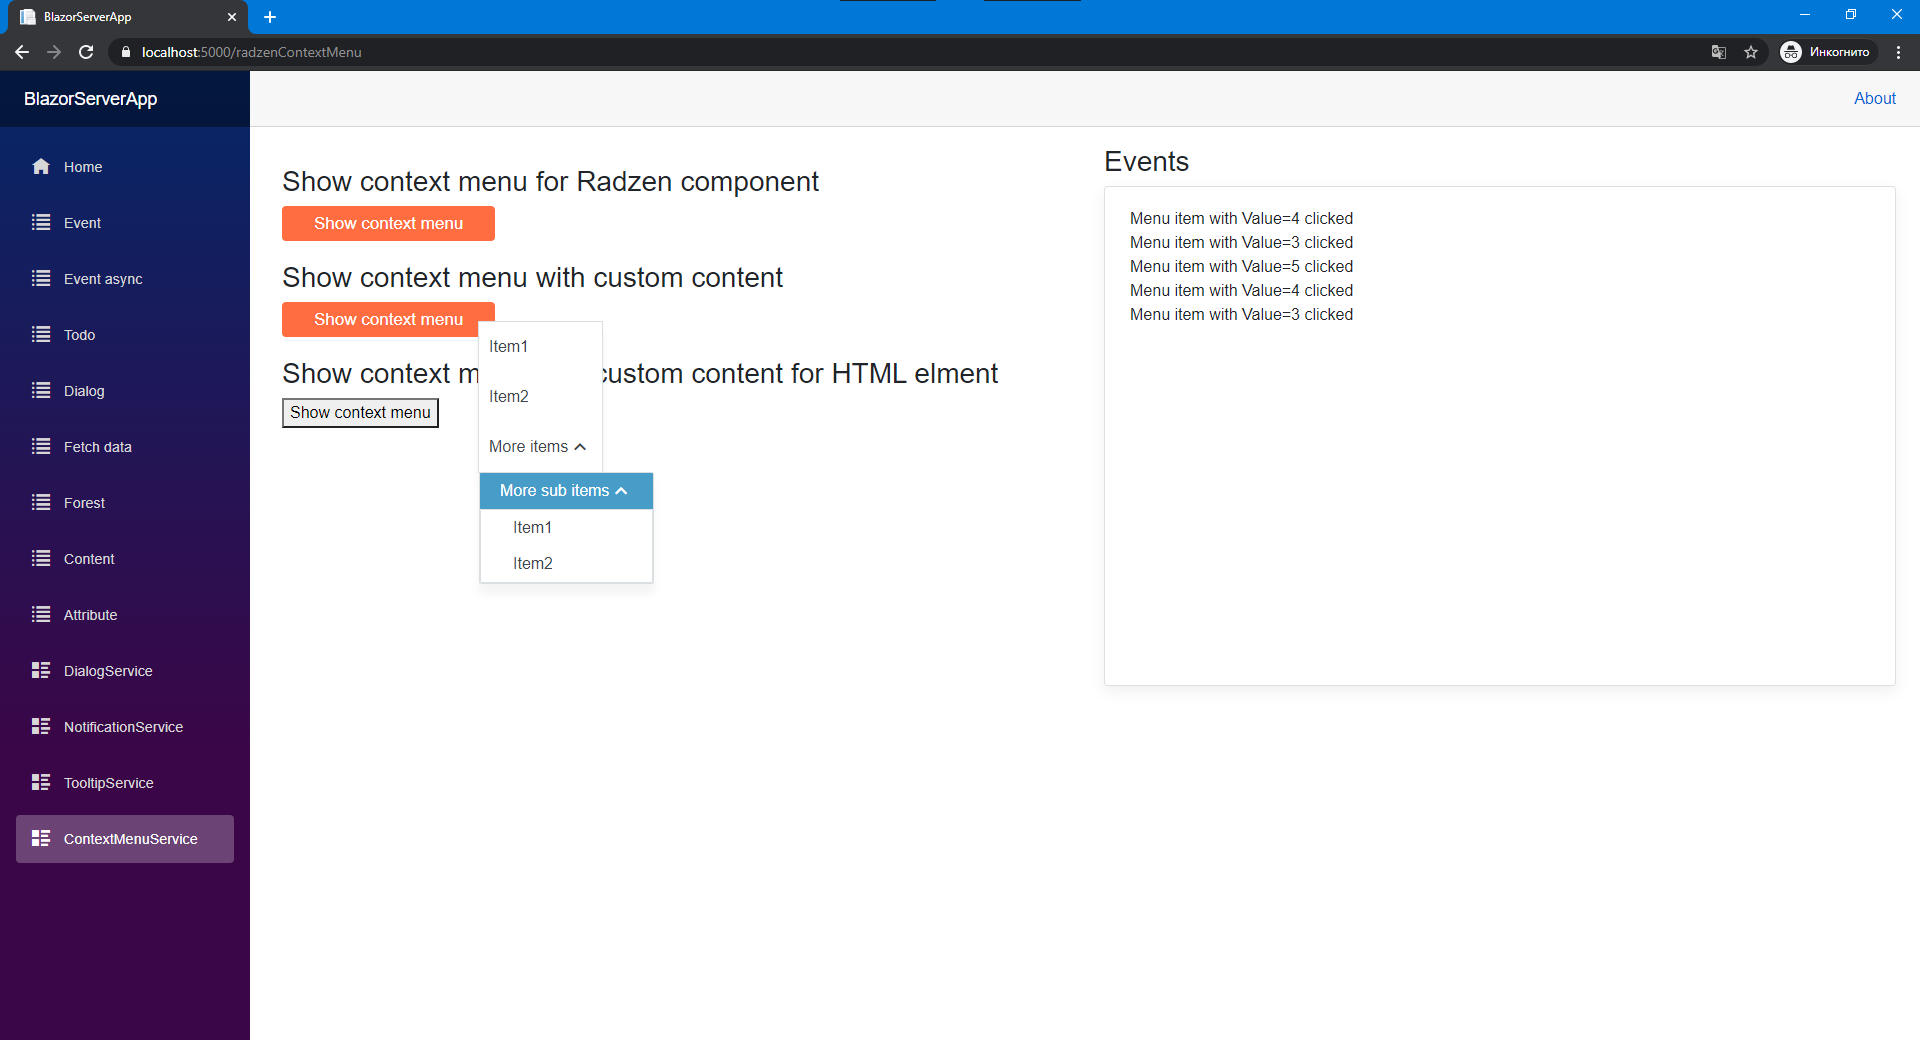 BlazorServerApp
localhost:5000/radzenContextMenu
Инкогнито
BlazorServerApp
About
Home
Event
Event async
Todo
Dialog
Fetch data
Forest
Content
Attribute
DialogService
NotificationService
TooltipService
ContextMenuService
Show context menu for Radzen component
Show context menu
Show context menu with custom content
Show context menu
Show context m custom content for HTML elment
Show context menu
Item1
Item2
More items
More sub items
Item1
Item2
Events
Menu item with Value=4 clicked
Menu item with Value=3 clicked
Menu item with Value=5 clicked
Menu item with Value=4 clicked
Menu item with Value=3 clicked